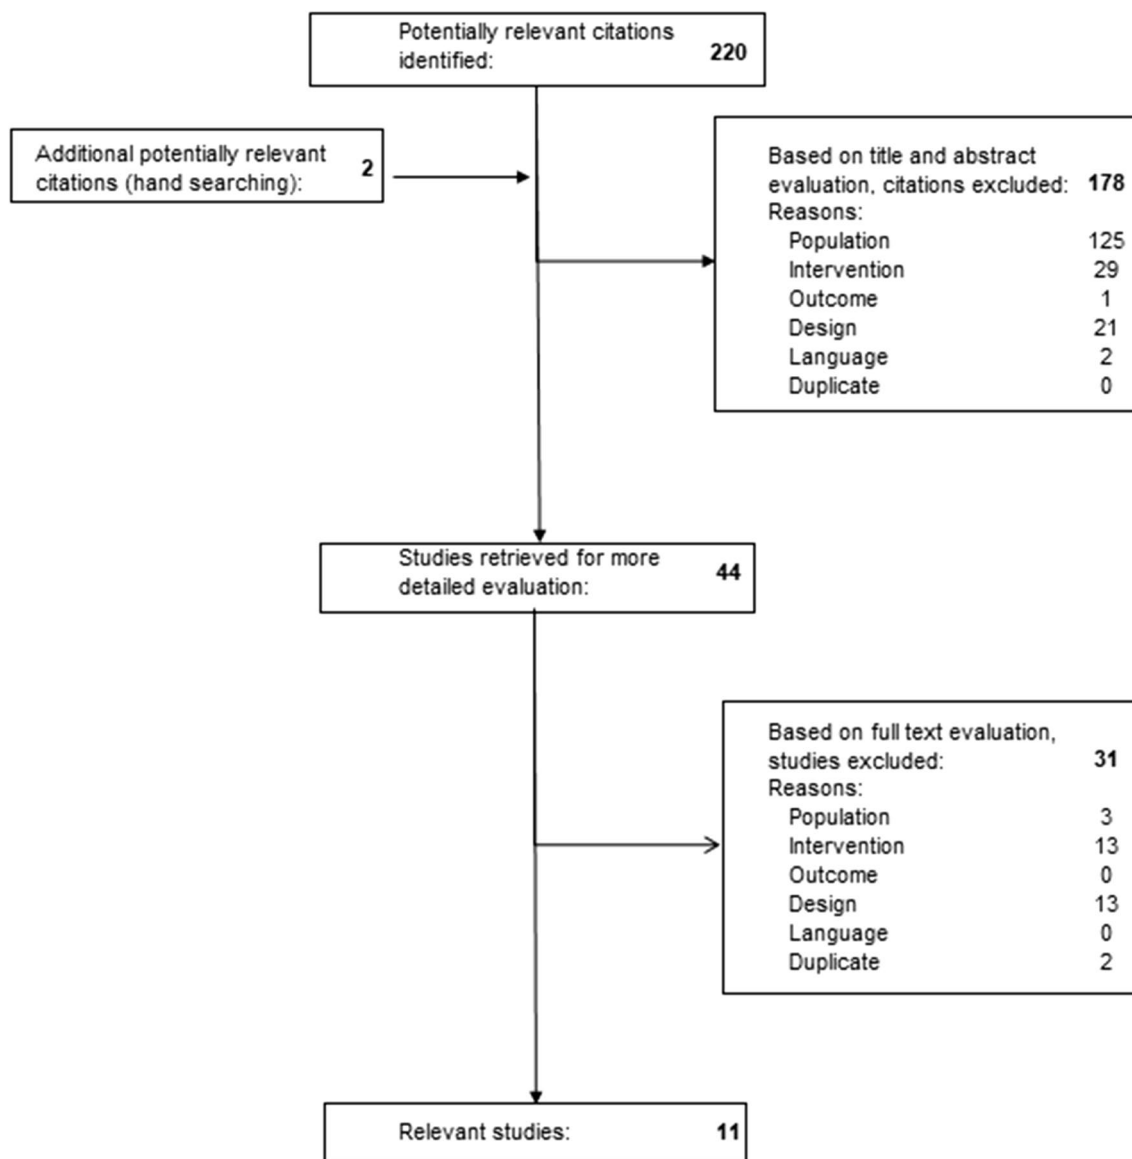 Potentially relevant citations
identified: 220
Additional potentially relevant
citations (hand searching): 2
Based on title and abstract
evaluation, citations excluded: 178
Reasons:
Population 125
Intervention 29
Outcome 1
Design 21
Language 2
Duplicate 0
Studies retrieved for more
detailed evaluation: 44
Based on full text evaluation,
studies excluded: 31
Reasons:
Population 3
Intervention 13
Outcome 0
Design 13
Language 0
Duplicate 2
Relevant studies: 11